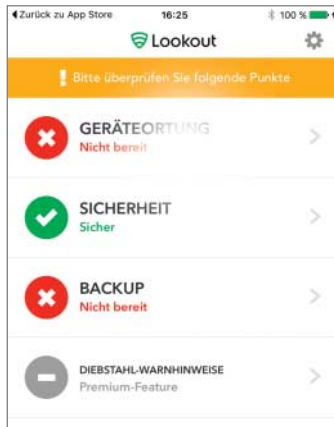 Zurück zu App Store 16:25 100 %
Lookout
Bitte überprüfen Sie folgende Punkte
GERÄTEORTUNG
Nicht bereit
SICHERHEIT
Sicher
BACKUP
Nicht bereit
DIEBSTAHL-WARNHINWEISE
Premium-Feature